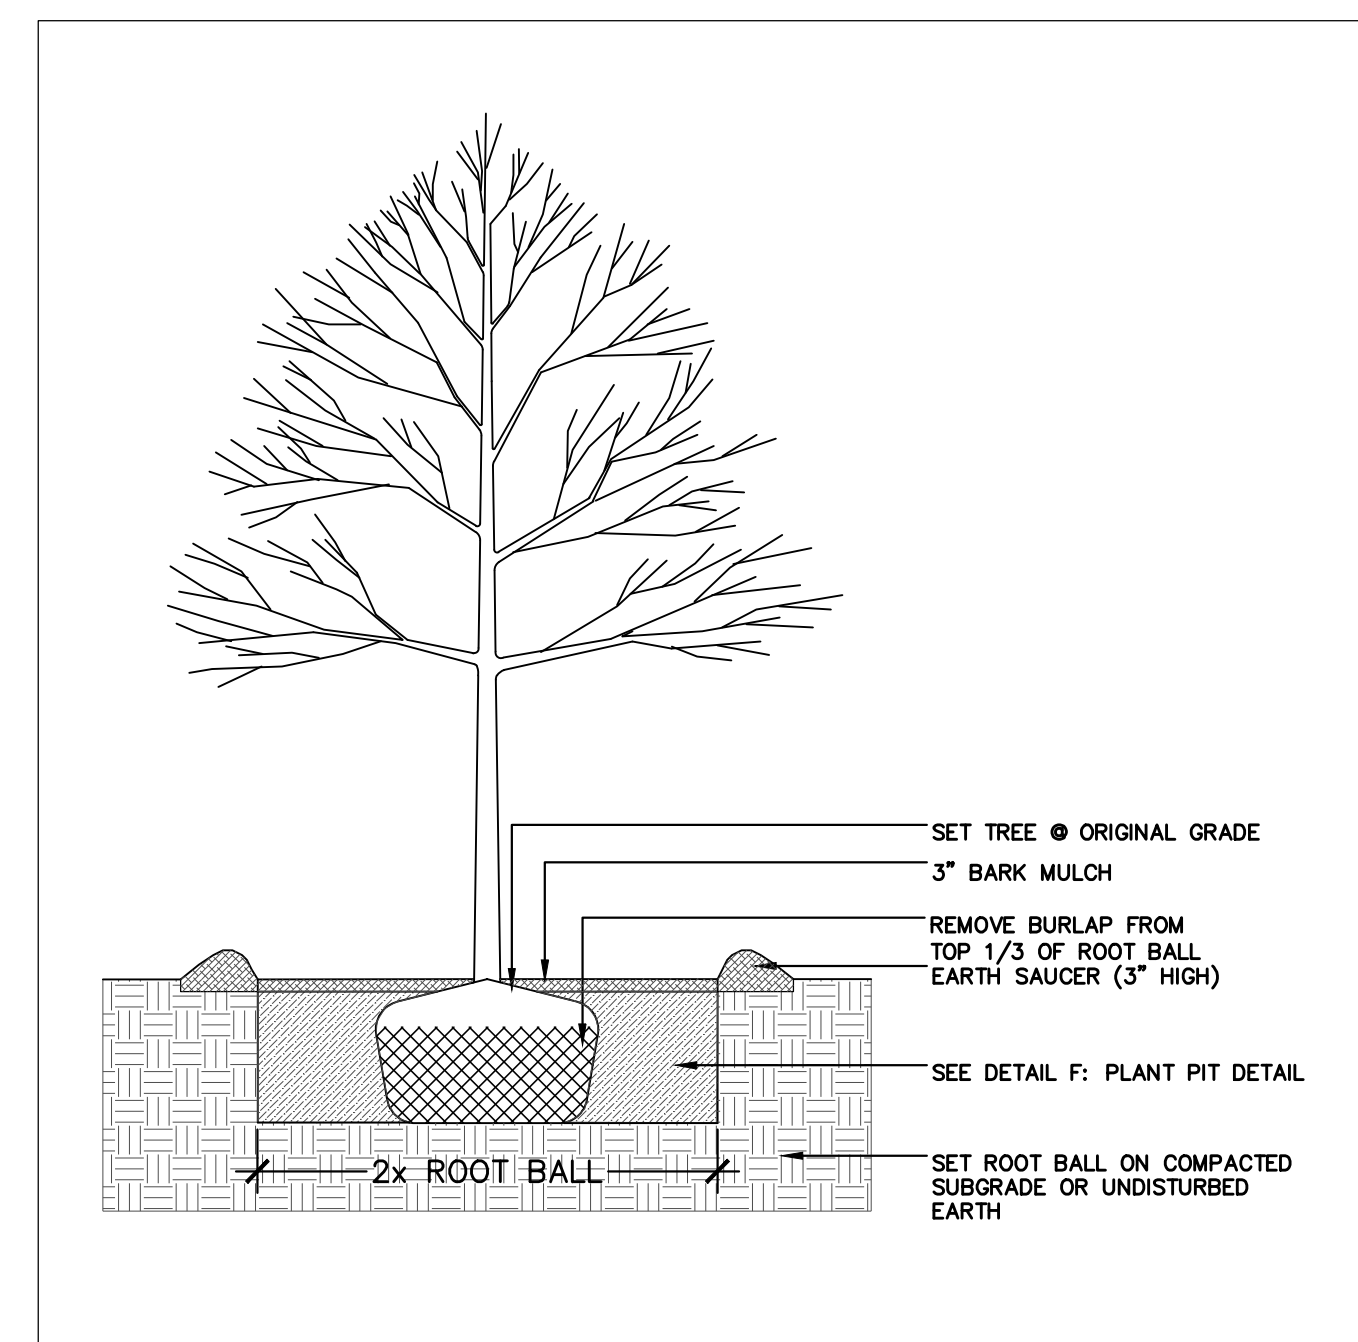 SET TREE @ ORIGINAL GRADE
3" BARK MULCH
REMOVE BURLAP FROM
TOP 1/3 OF ROOT BALL
EARTH SAUCER (3" HIGH)
SEE DETAIL F: PLANT PIT DETAIL
2x ROOT BALL
SET ROOT BALL ON COMPACTED
SUBGRADE OR UNDISTURBED
EARTH